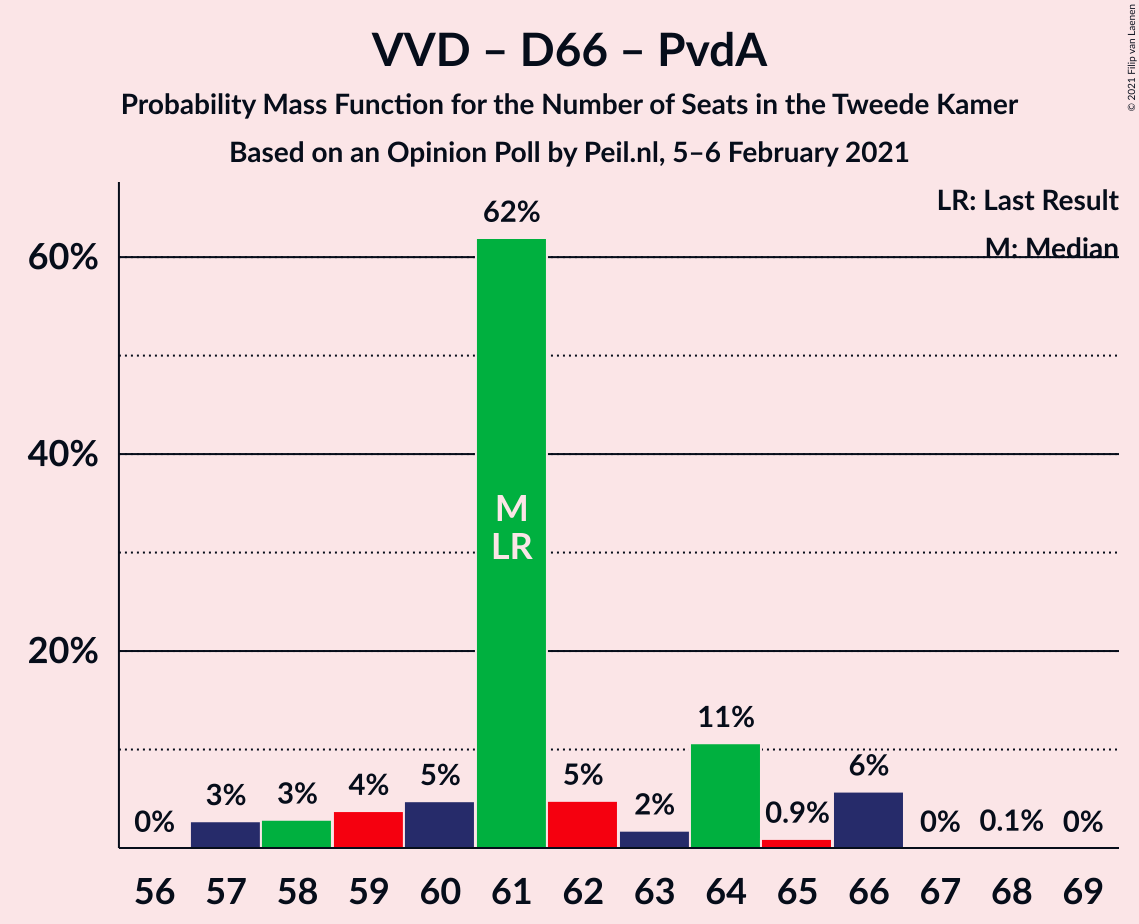 VVD – D66 – PvdA
Probability Mass Function for the Number of Seats in the Tweede Kamer
Based on an Opinion Poll by Peil.nl, 5–6 February 2021
© 2021 Filip van Laenen
LR: Last Result
M: Median
60%
40%
20%
0%
3%
3%
4%
5%
62%
M
LR
5%
2%
11%
0.9%
6%
0%
0.1%
0%
56 57 58 59 60 61 62 63 64 65 66 67 68 69